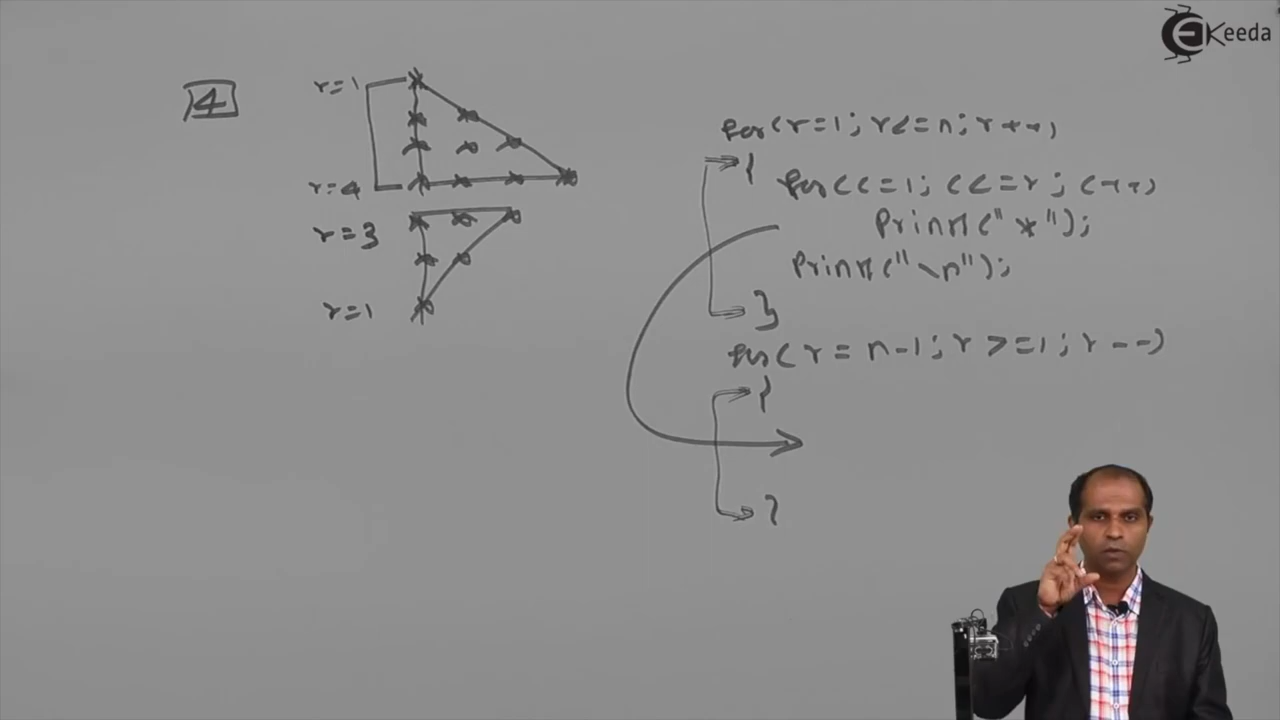 EKeeda
4
r=1
r=4
r=3
r=1
* 
* *
* * *
* * * *
* * *
* *
*
for(r=1; r<=n; r++)
{
for(c=1; c<=r; c++)
printf("*");
printf("\n");
}
for(r=n-1; r>=1; r--)
{
}